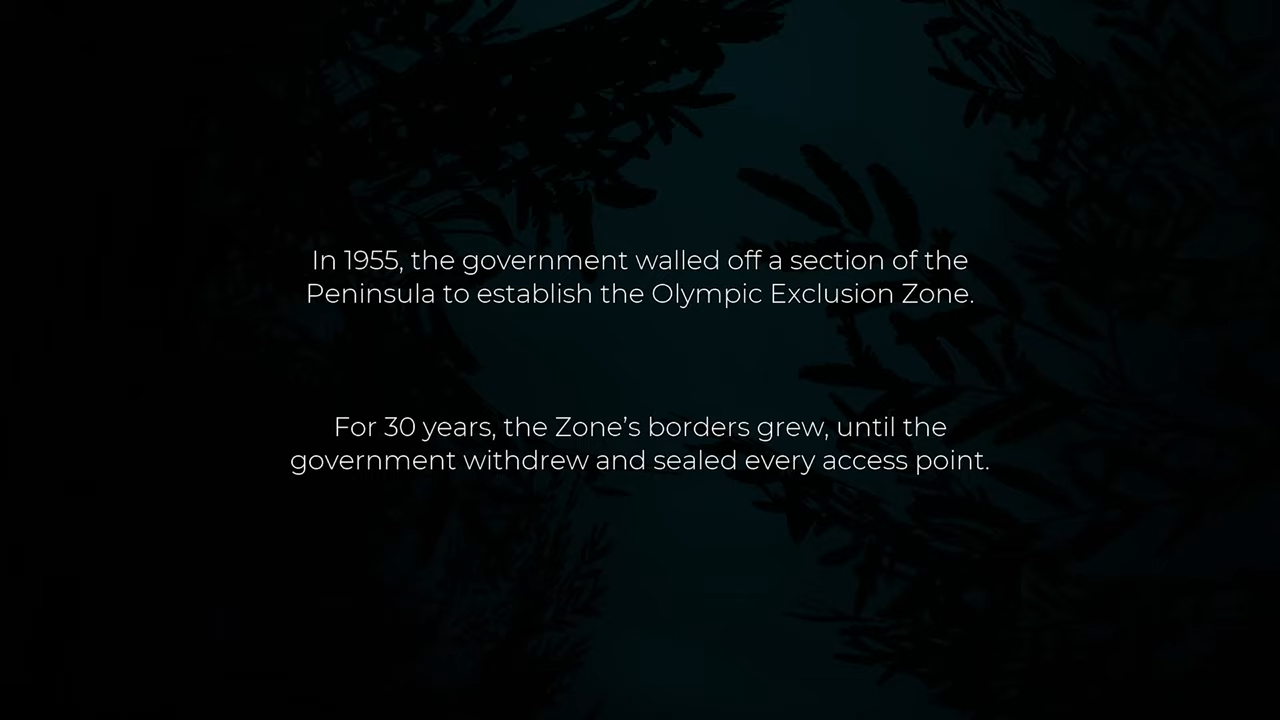 In 1955, the government walled off a section of the
Peninsula to establish the Olympic Exclusion Zone.
For 30 years, the Zone’s borders grew, until the
government withdrew and sealed every access point.